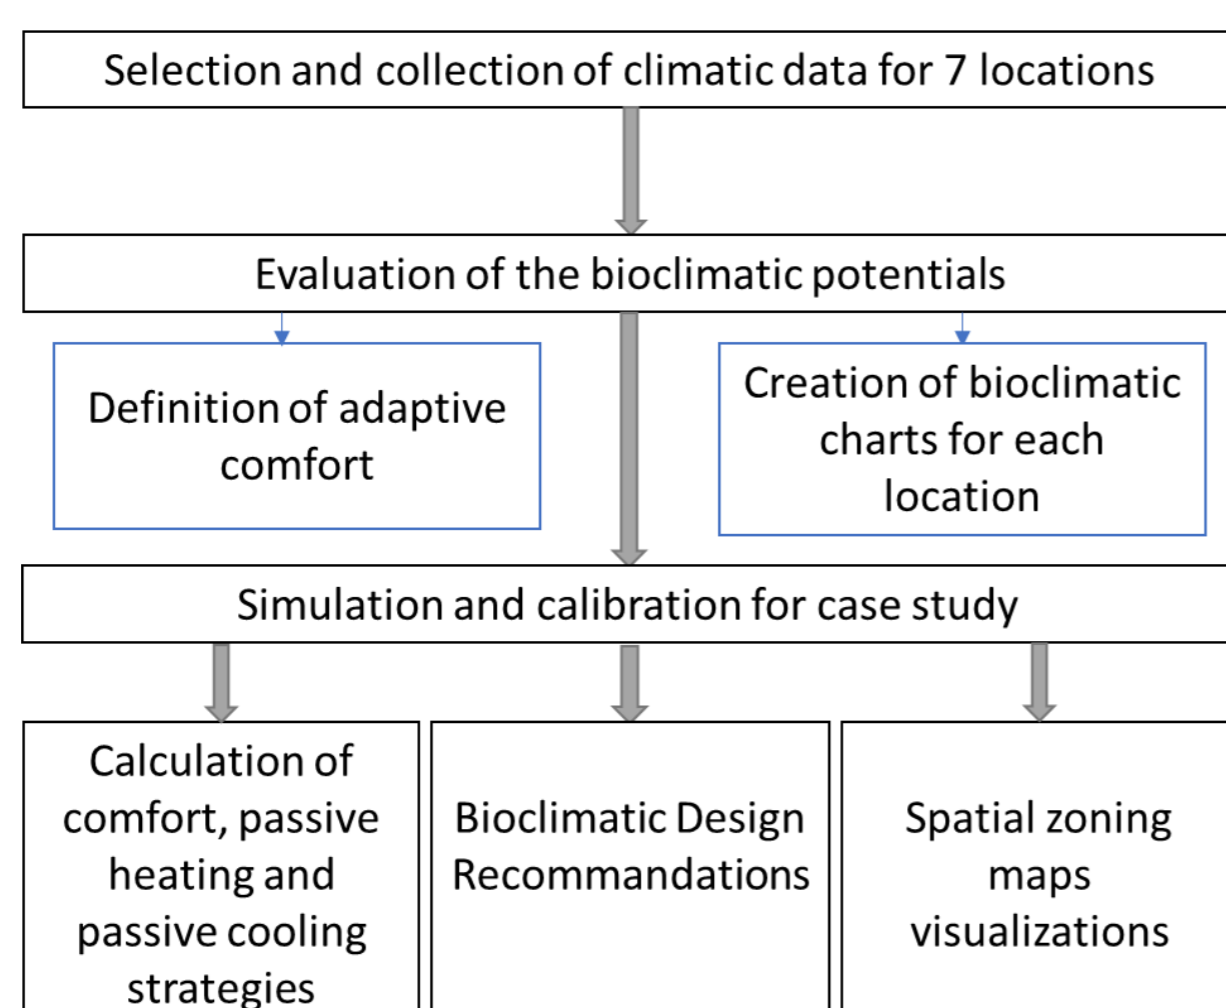 Selection and collection of climatic data for 7 locations
Evaluation of the bioclimatic potentials
Definition of adaptive
comfort
Creation of bioclimatic
charts for each
location
Simulation and calibration for case study
Calculation of
comfort, passive
heating and
passive cooling
strategies
Bioclimatic Design
Recommandations
Spatial zoning
maps
visualizations